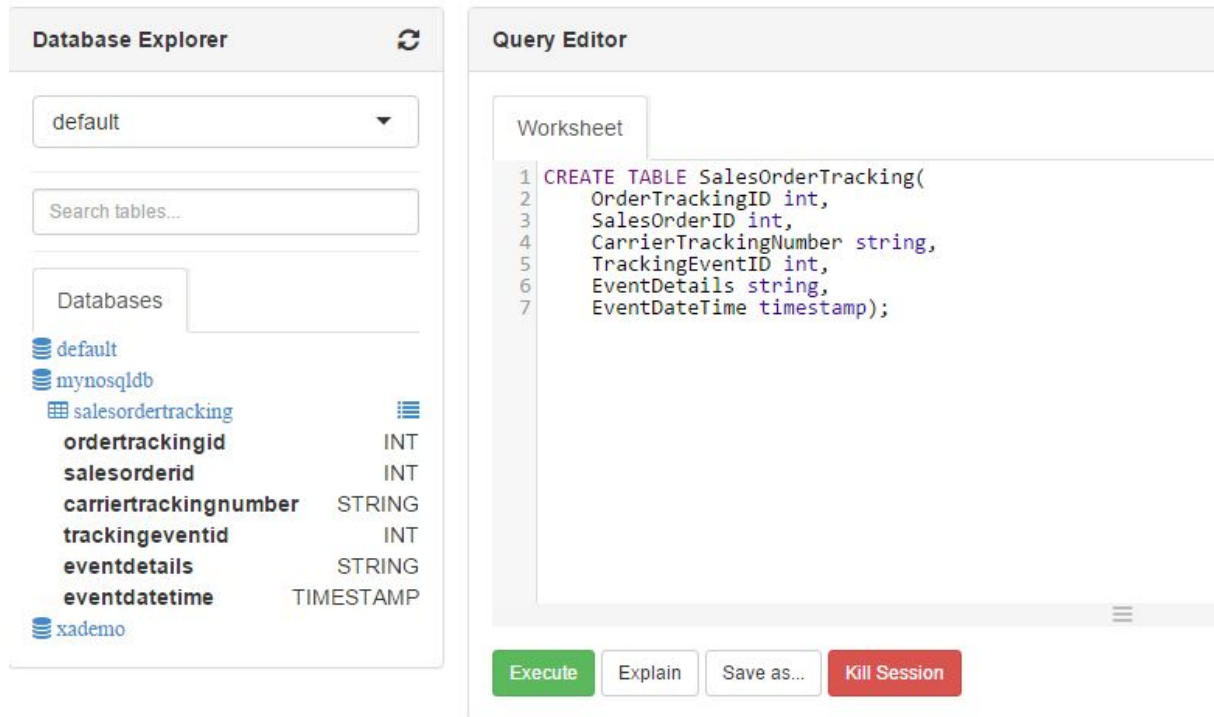 Database Explorer
default
Search tables...
Databases
default
mynosqldb
salesordertracking
ordertrackingid INT
salesorderid INT
carriertrackingnumber STRING
trackingeventid INT
eventdetails STRING
eventdatetime TIMESTAMP
xademo
Query Editor
Worksheet
1 CREATE TABLE SalesOrderTracking(
2 OrderTrackingID int,
3 SalesOrderID int,
4 CarrierTrackingNumber string,
5 TrackingEventID int,
6 EventDetails string,
7 EventDateTime timestamp);
Execute Explain Save as... Kill Session